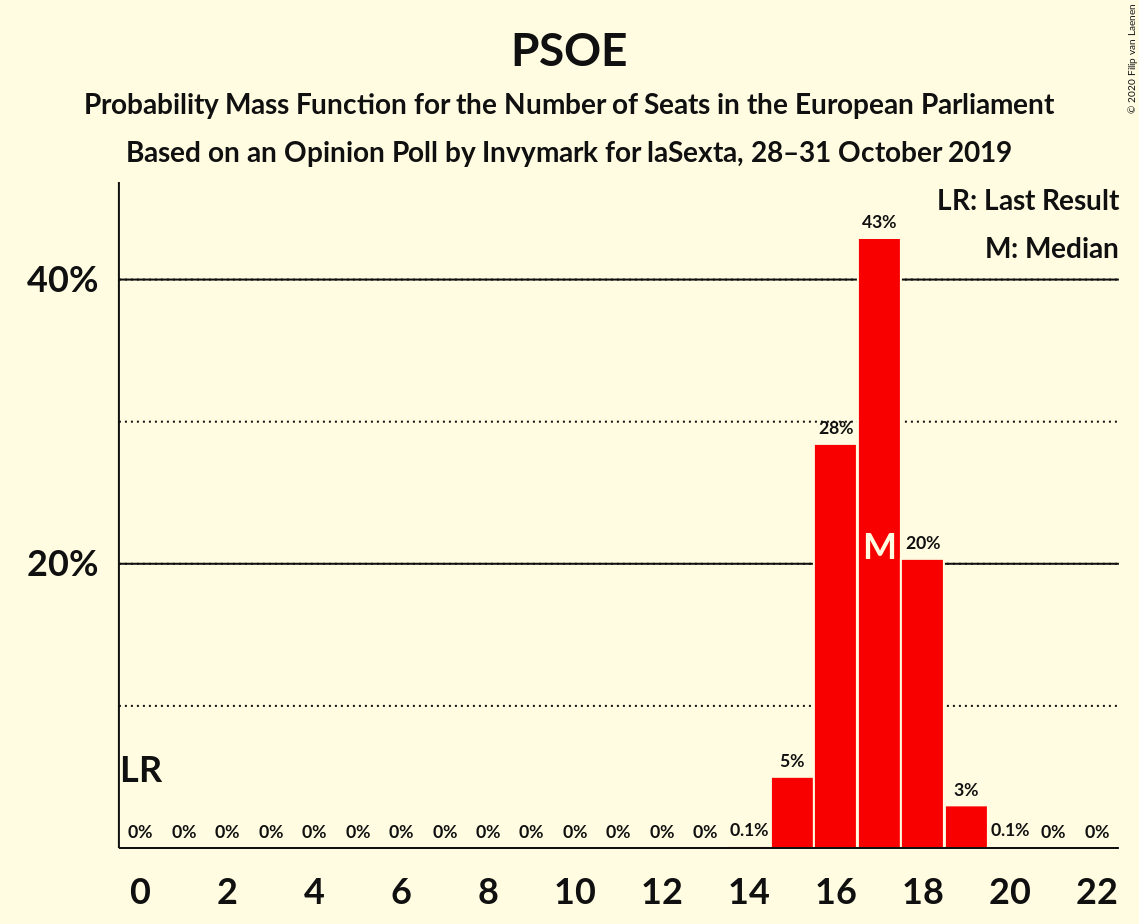 PSOE
Probability Mass Function for the Number of Seats in the European Parliament
Based on an Opinion Poll by Invymark for laSexta, 28–31 October 2019
© 2020 Filip van Laenen
LR: Last Result
M: Median
43%
40%
28%
M
20%
20%
LR
5%
3%
0% 0% 0% 0% 0% 0% 0% 0% 0% 0% 0% 0% 0% 0% 0.1% 0.1% 0% 0%
0 2 4 6 8 10 12 14 16 18 20 22